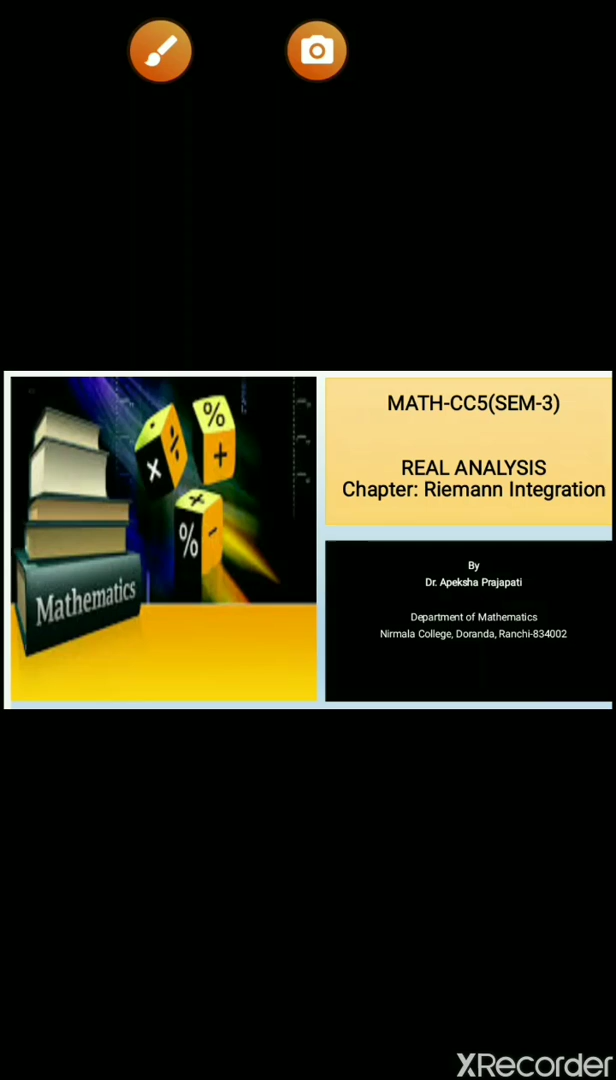 MATH-CC5(SEM-3)
REAL ANALYSIS
Chapter: Riemann Integration
Mathematics
% +
% ×
+ % -
By
Dr. Apeksha Prajapati
Department of Mathematics
Nirmala College, Doranda, Ranchi-834002
XRecorder